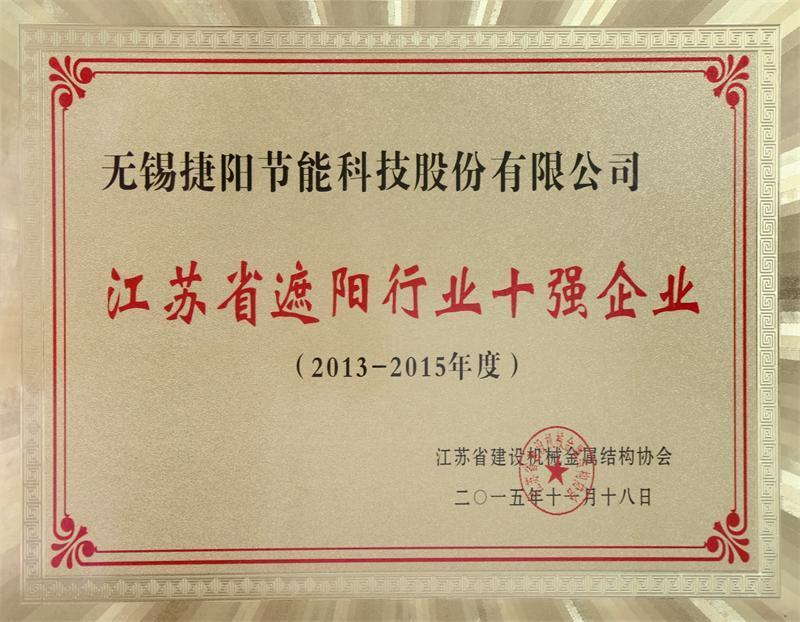 无锡捷阳节能科技股份有限公司
江苏省遮阳行业十强企业
（2013-2015年度）
江苏省建设机械金属结构协会
二〇一五年十一月十八日